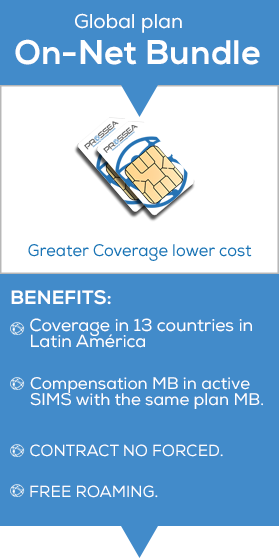 Global plan
On-Net Bundle
PROSSEA
PROSSEA
Greater Coverage lower cost
BENEFITS:
Coverage in 13 countries in
Latin América
Compensation MB in active
SIMS with the same plan MB.
CONTRACT NO FORCED.
FREE ROAMING.